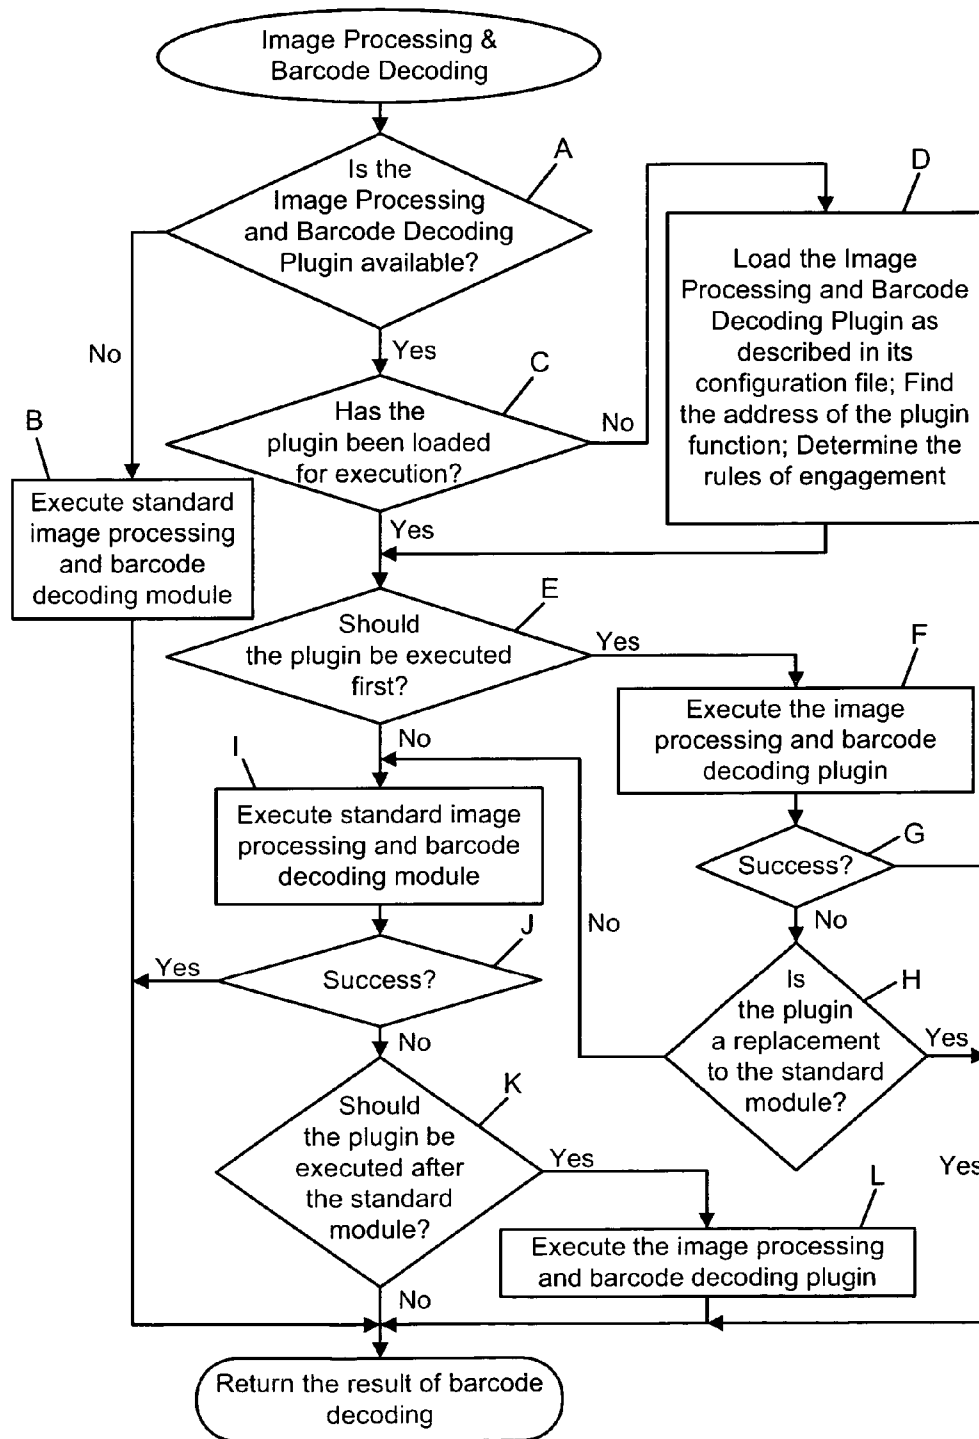 Image Processing &
Barcode Decoding
A
Is the
Image Processing
and Barcode Decoding
Plugin available?
No
Yes
B
Execute standard
image processing
and barcode
decoding module
C
Has the
plugin been loaded
for execution?
No
Yes
D
Load the Image
Processing and Barcode
Decoding Plugin as
described in its
configuration file; Find
the address of the plugin
function; Determine the
rules of engagement
E
Should
the plugin be executed
first?
Yes
No
F
Execute the image
processing and barcode
decoding plugin
G
Success?
No
H
Is
the plugin
a replacement
to the standard
module?
Yes
No
Yes
I
Execute standard image
processing and barcode
decoding module
J
Success?
Yes
No
K
Should
the plugin be
executed after
the standard
module?
Yes
No
L
Execute the image processing
and barcode decoding plugin
Return the result of barcode
decoding